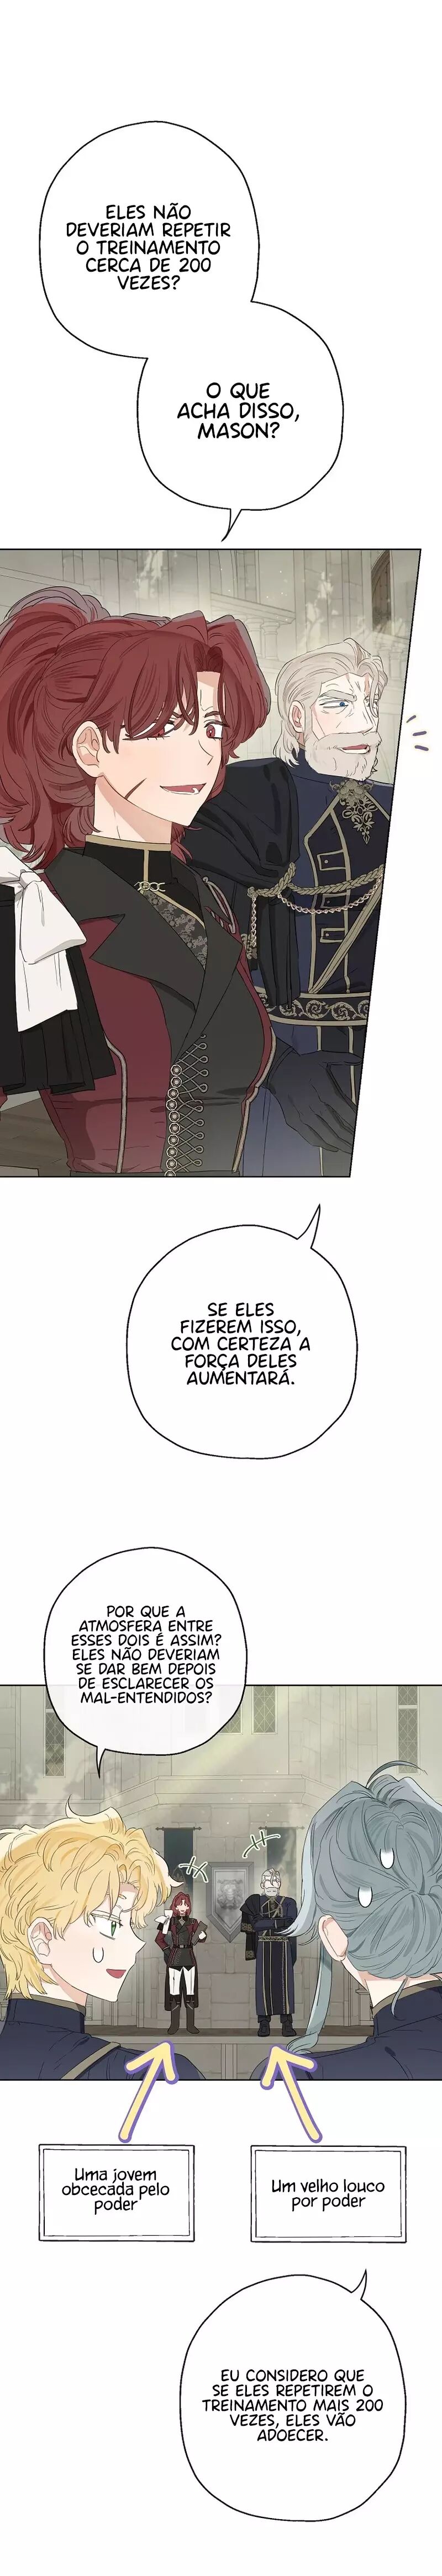 ELES NÃO
DEVERIAM REPETIR
O TREINAMENTO
CERCA DE 200
VEZES?
O QUE
ACHA DISSO,
MASON?
SE ELES
FIZEREM ISSO,
COM CERTEZA A
FORÇA DELES
AUMENTARÁ.
POR QUE A
ATMOSFERA ENTRE
ESSES DOIS É ASSIM?
ELES NÃO DEVERIAM
SE DAR BEM DEPOIS
DE ESCLARECER OS
MAL-ENTENDIDOS?
Uma jovem
obcecada pelo
poder
Um velho louco
por poder
EU CONSIDERO QUE
SE ELES REPETIREM O
TREINAMENTO MAIS 200
VEZES, ELES VÃO
ADOECER.